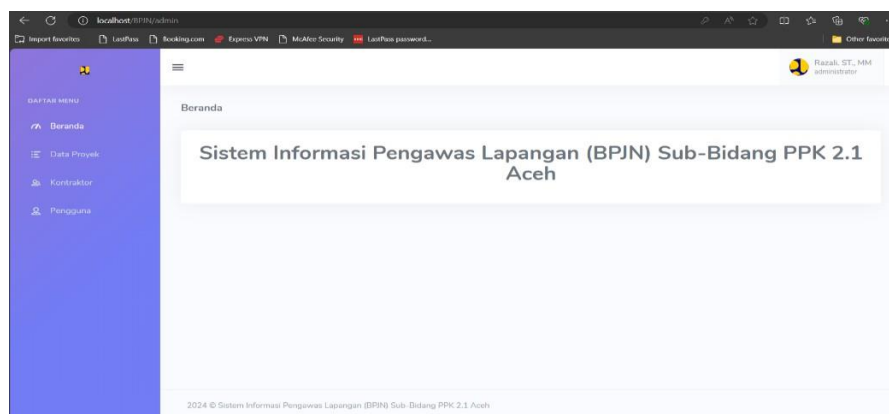 localhost/BPJN/admin
Import favorites LastPass Booking.com Express VPN McAfee Security LastPass password... Other favorite
Razali, ST., MM
administrator
DAFTAR MENU
Beranda
Data Proyek
Kontraktor
Pengguna
Beranda
Sistem Informasi Pengawas Lapangan (BPJN) Sub-Bidang PPK 2.1
Aceh
2024 © Sistem Informasi Pengawas Lapangan (BPJN) Sub-Bidang PPK 2.1 Aceh